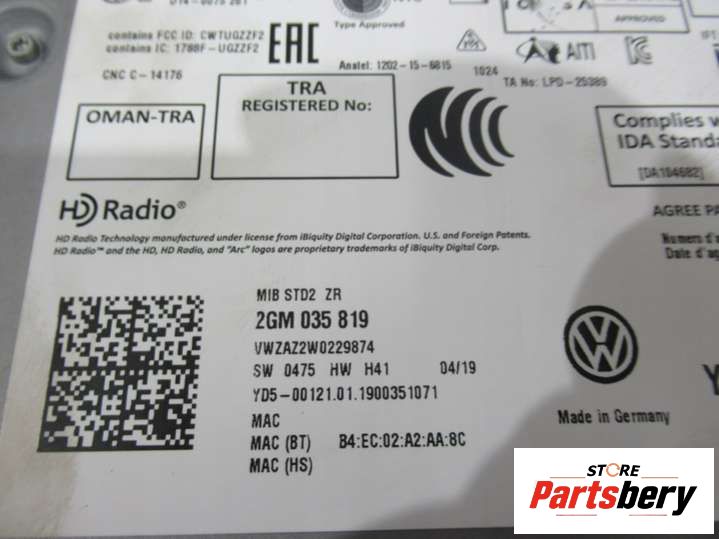 contains FCC ID: CWTUGZZF2
contains IC: 1788F-UGZZF2
EAC
Type Approved
APPROVED
AITI
Anatel: 1202-15-6815
1024
TA No: LPD-25389
CNC C-14176
OMAN-TRA
TRA
REGISTERED No:
Complies
IDA Standa
[DA104682]
HD Radio®
AGREE PA
HD Radio Technology manufactured under license from iBiquity Digital Corporation. U.S. and Foreign Patents.
HD Radio™ and the HD, HD Radio, and "Arc" logos are proprietary trademarks of iBiquity Digital Corp.
Numero d'a
Date d'ag
MIB STD2 ZR
2GM 035 819
VWZAZ2W0229874
SW 0475 HW H41 04/19
YD5-00121.01.1900351071
MAC
MAC (BT) B4:EC:02:A2:AA:8C
MAC (HS)
Made in Germany
STORE
Partsbery